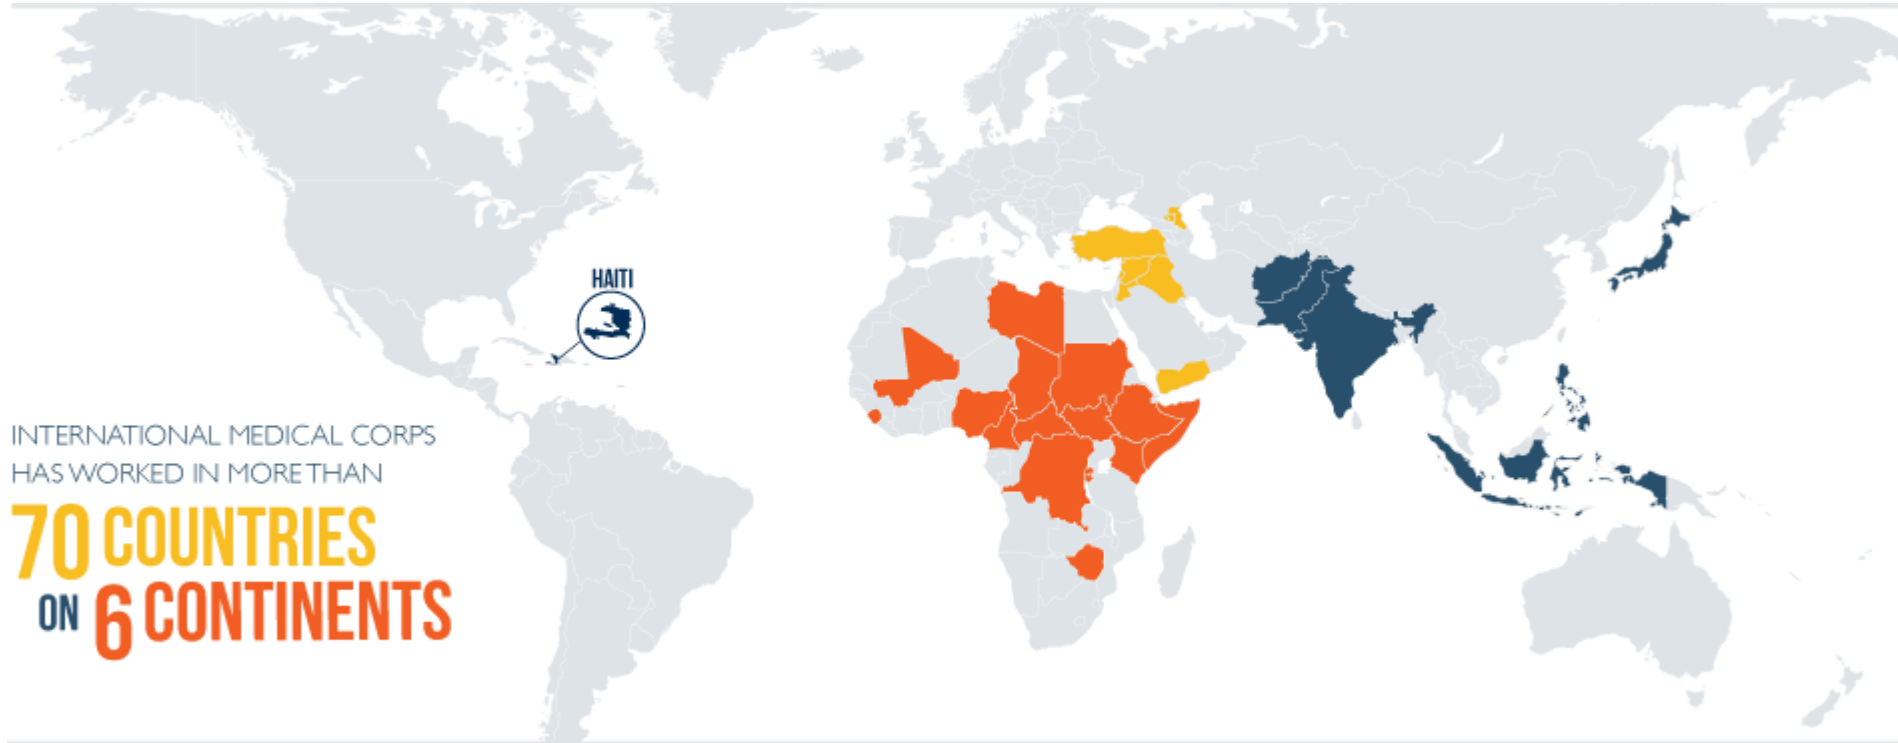 HAITI
INTERNATIONAL MEDICAL CORPS
HAS WORKED IN MORE THAN
70 COUNTRIES
ON 6 CONTINENTS